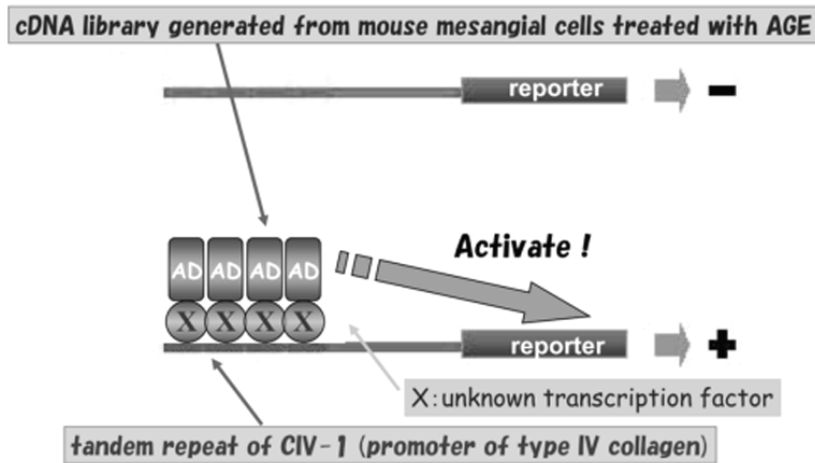 cDNA library generated from mouse mesangial cells treated with AGE
reporter
Activate !
AD AD AD AD
X X X X
reporter
X: unknown transcription factor
tandem repeat of CIV-1 (promoter of type IV collagen)